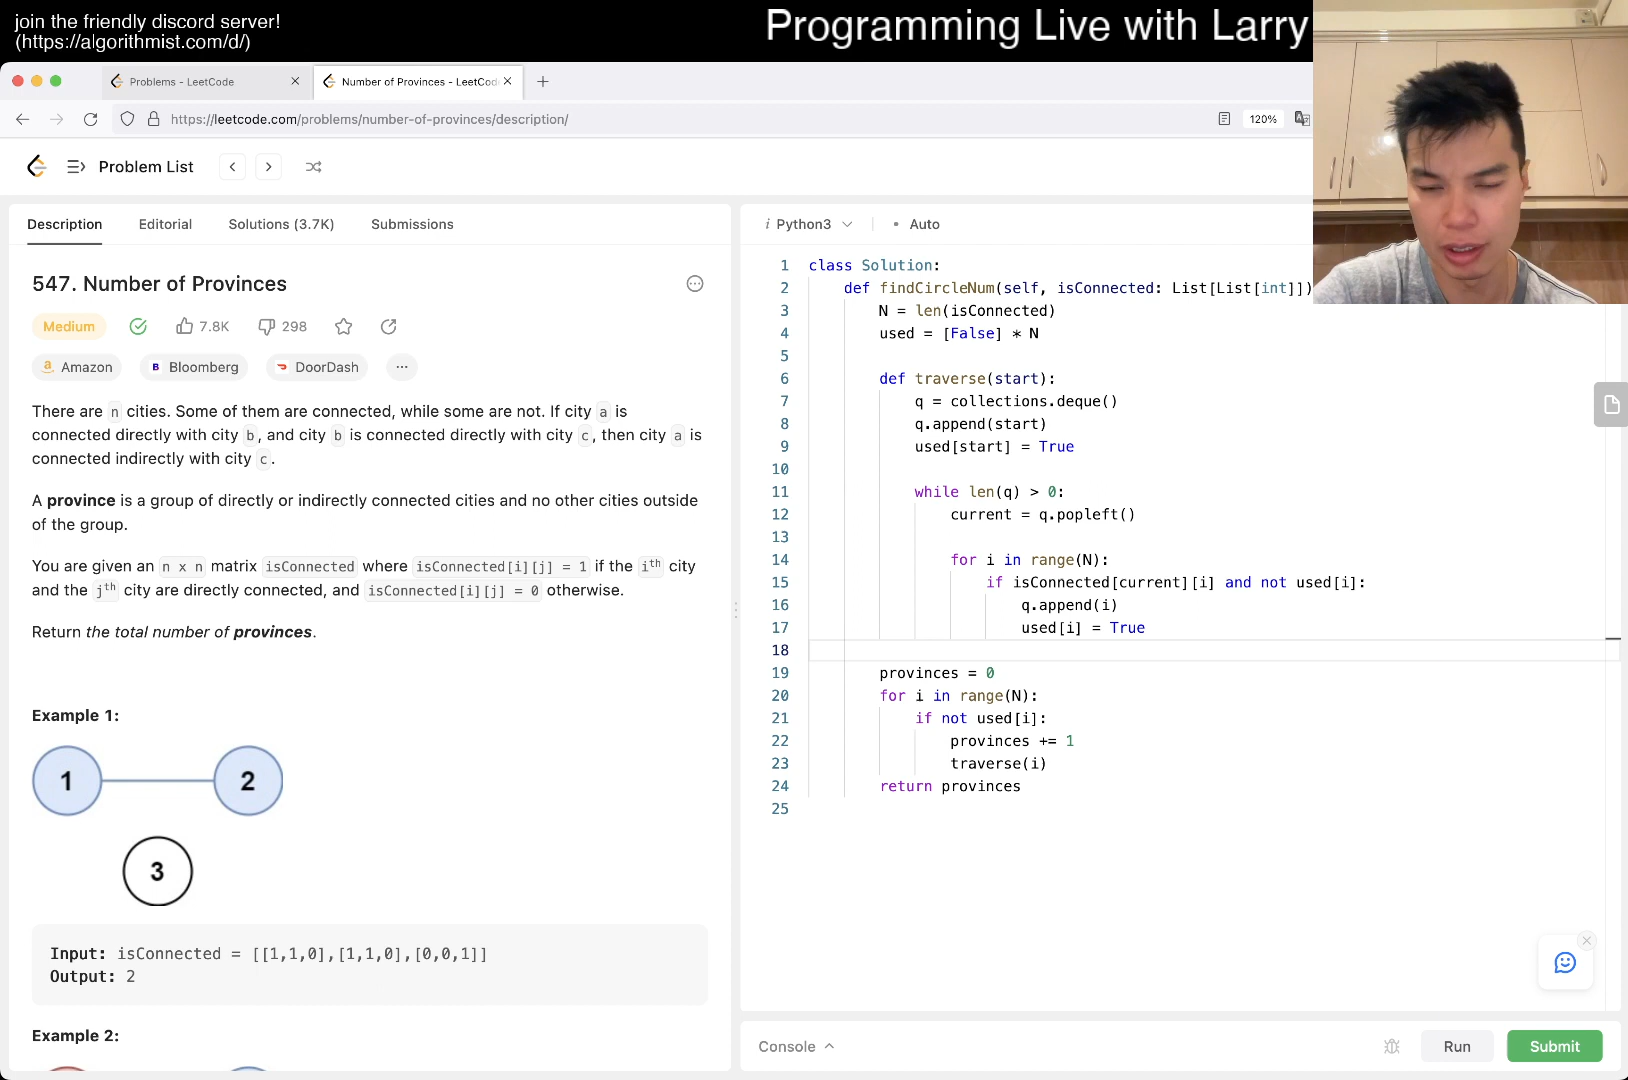 join the friendly discord server!
(https://algorithmist.com/d/)
Programming Live with Larry
Problems - LeetCode
Number of Provinces - LeetCod
https://leetcode.com/problems/number-of-provinces/description/
120%
Problem List
Description
Editorial
Solutions (3.7K)
Submissions
547. Number of Provinces
Medium
7.8K
298
Amazon
Bloomberg
DoorDash
There are n cities. Some of them are connected, while some are not. If city a is
connected directly with city b, and city b is connected directly with city c, then city a is
connected indirectly with city c.
A province is a group of directly or indirectly connected cities and no other cities outside
of the group.
You are given an n x n matrix isConnected where isConnected[i][j] = 1 if the ith city
and the jth city are directly connected, and isConnected[i][j] = 0 otherwise.
Return the total number of provinces.
Example 1:
1
2
3
Input: isConnected = [[1,1,0],[1,1,0],[0,0,1]]
Output: 2
Example 2:
i Python3
Auto
1 class Solution:
2 def findCircleNum(self, isConnected: List[List[int]])
3 N = len(isConnected)
4 used = [False] * N
5
6 def traverse(start):
7 q = collections.deque()
8 q.append(start)
9 used[start] = True
10
11 while len(q) > 0:
12 current = q.popleft()
13
14 for i in range(N):
15 if isConnected[current][i] and not used[i]:
16 q.append(i)
17 used[i] = True
18
19 provinces = 0
20 for i in range(N):
21 if not used[i]:
22 provinces += 1
23 traverse(i)
24 return provinces
25
Console
Run
Submit